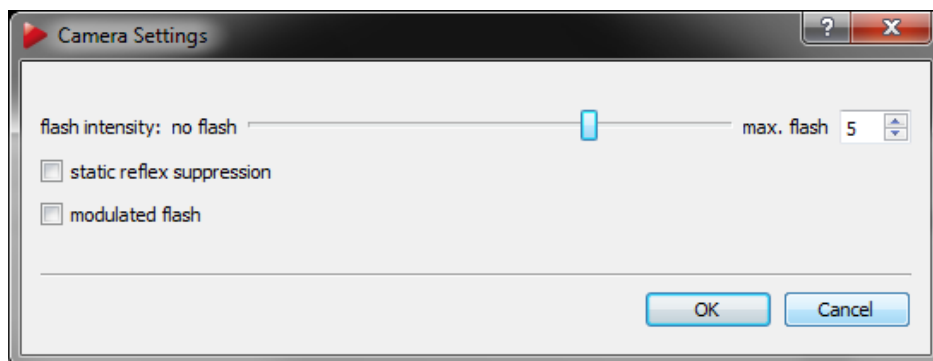 Camera Settings
?
flash intensity: no flash max. flash 5
static reflex suppression
modulated flash
OK Cancel